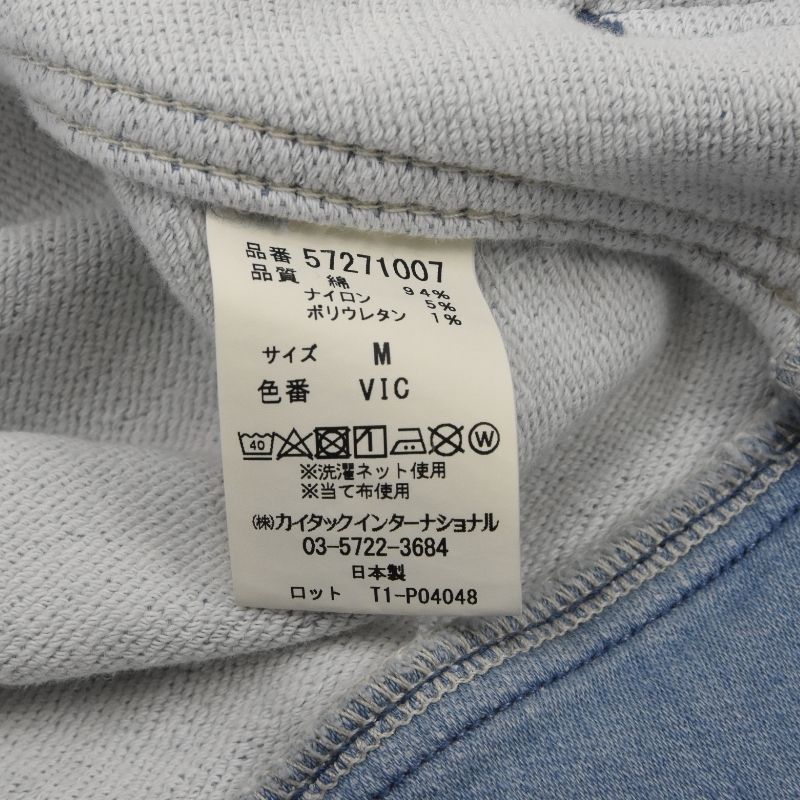 品番 57271007
品質 綿 94%
ナイロン 5%
ポリウレタン 1%
サイズ M
色番 VIC
40 W
※洗濯ネット使用
※当て布使用
㈱カイタックインターナショナル
03-5722-3684
日本製
ロット T1-P04048